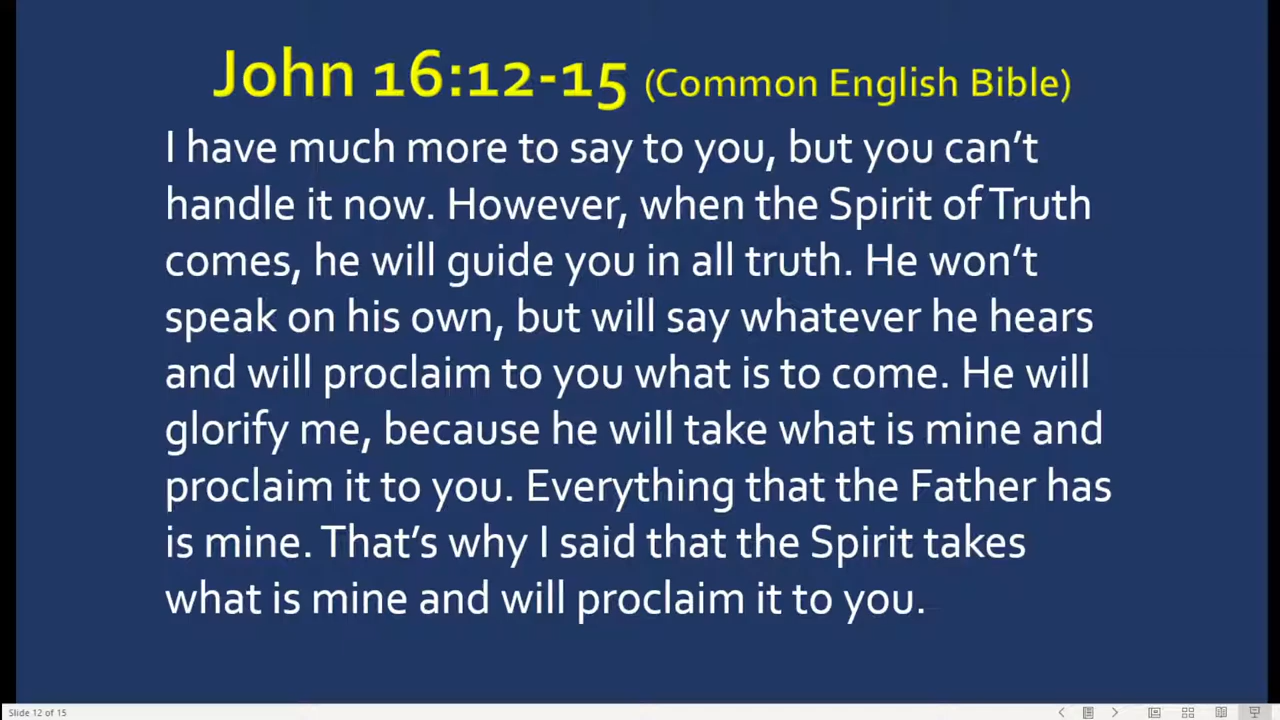 John 16:12-15 (Common English Bible)
I have much more to say to you, but you can’t
handle it now. However, when the Spirit of Truth
comes, he will guide you in all truth. He won’t
speak on his own, but will say whatever he hears
and will proclaim to you what is to come. He will
glorify me, because he will take what is mine and
proclaim it to you. Everything that the Father has
is mine. That’s why I said that the Spirit takes
what is mine and will proclaim it to you.
Slide 12 of 15